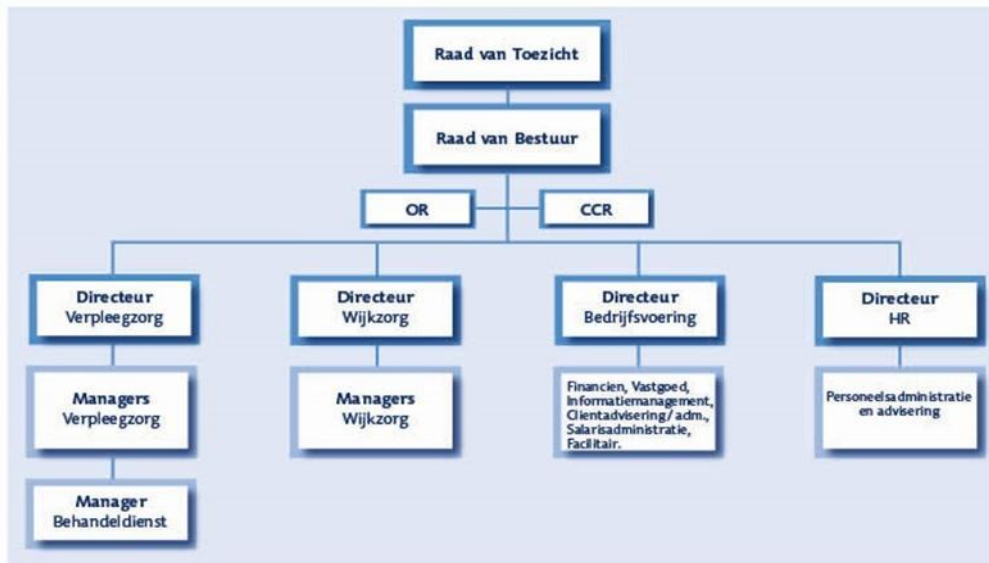 Raad van Toezicht
Raad van Bestuur
OR
CCR
Directeur
Verpleegzorg
Directeur
Wijkzorg
Directeur
Bedrijfsvoering
Directeur
HR
Managers
Verpleegzorg
Managers
Wijkzorg
Financien, Vastgoed,
Informatiemanagement,
Clientadvisering/ adm.,
Salarisadministratie,
Facilitair.
Personeelsadministratie
en advisering
Manager
Behandeldienst